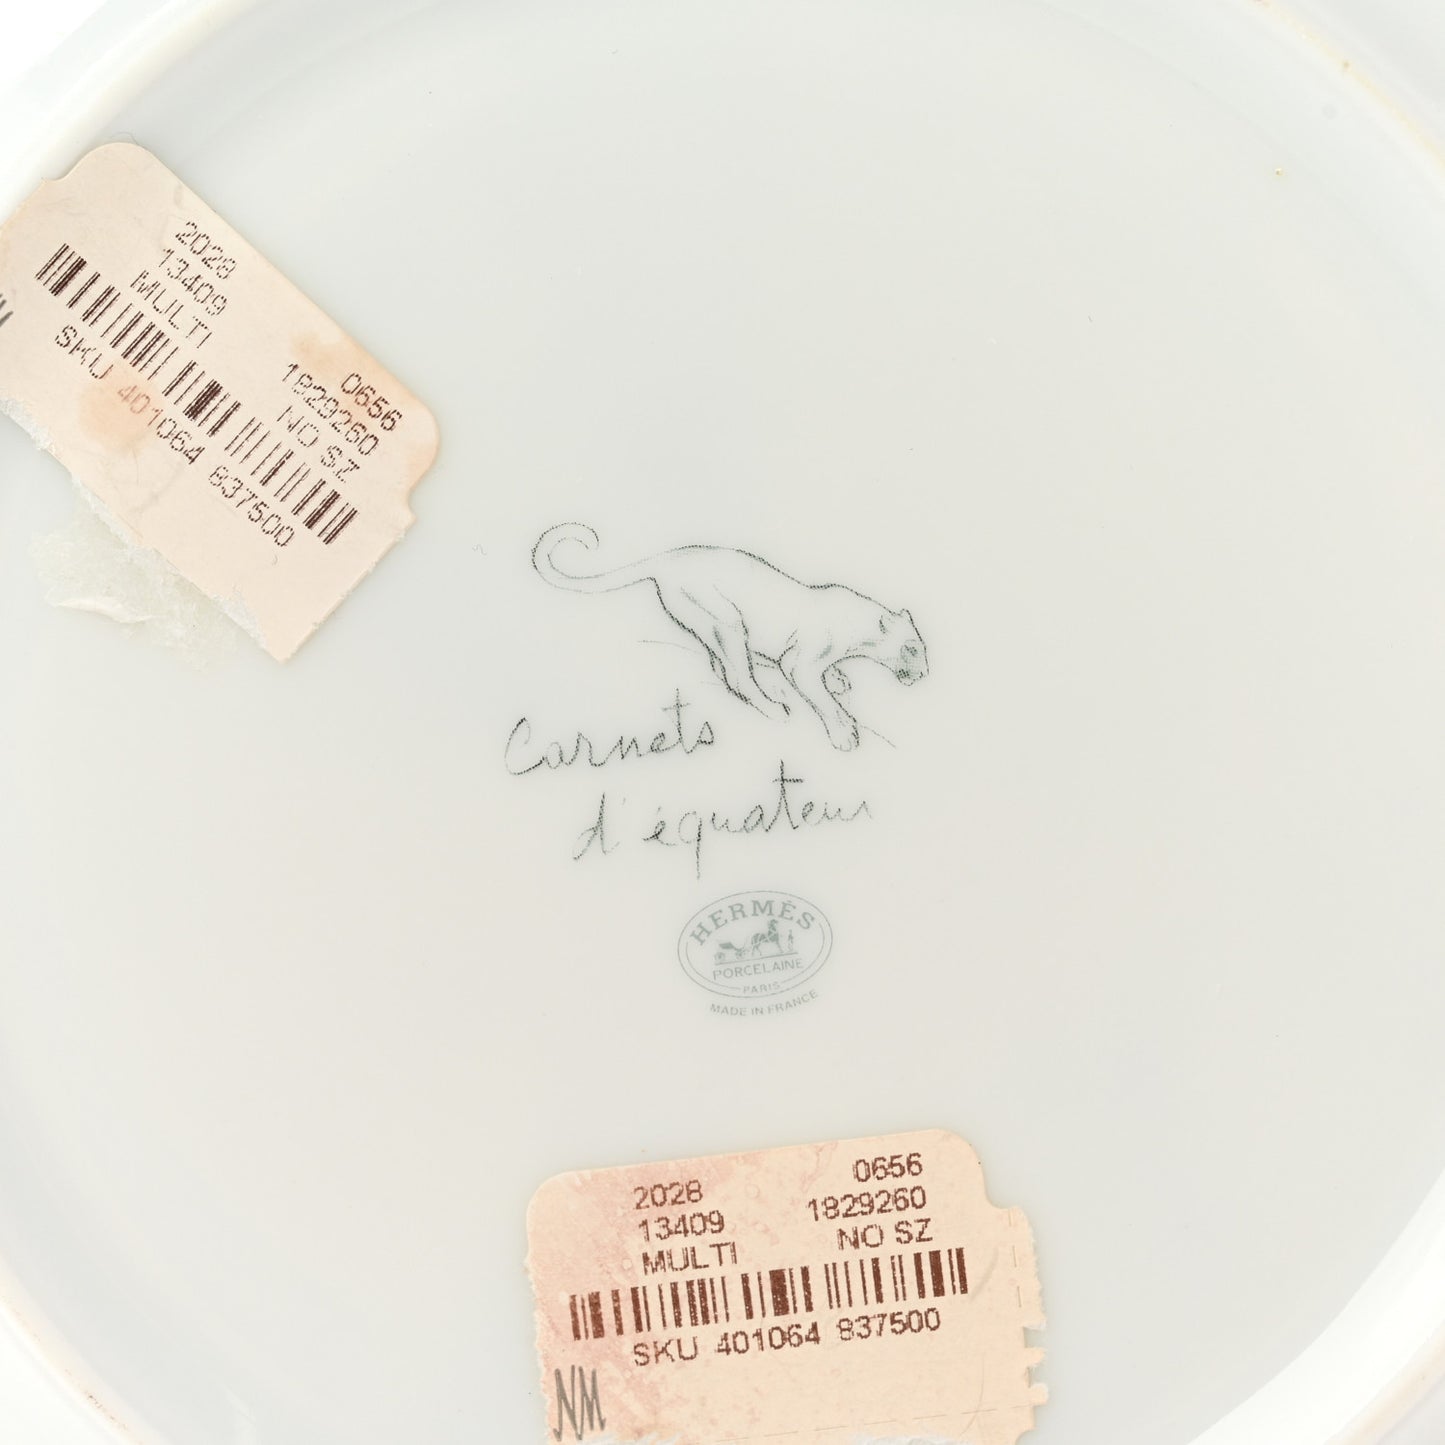 2028
13409
MULTI
0656
1829260
NO SZ
SKU 401064 837500
Carnets
d'équateur
HERMÈS
PORCELAINE
PARIS
MADE IN FRANCE
2028
13409
MULTI
0656
1829260
NO SZ
SKU 401064 837500
NM